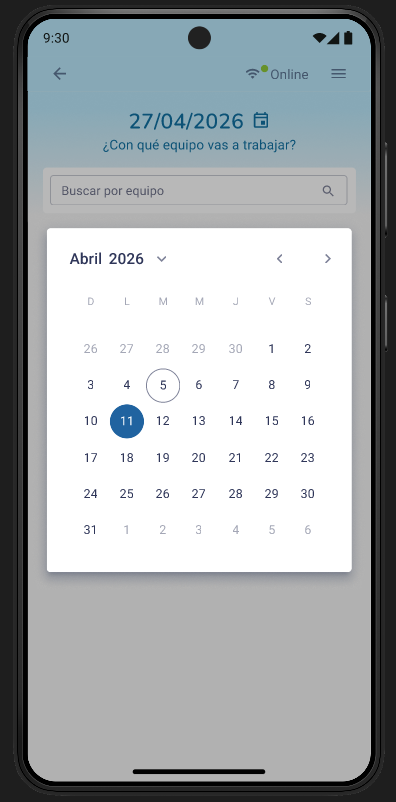 9:30
Online
27/04/2026
¿Con qué equipo vas a trabajar?
Buscar por equipo
Abril 2026
D L M M J V S
26 27 28 29 30 1 2
3 4 5 6 7 8 9
10 11 12 13 14 15 16
17 18 19 20 21 22 23
24 25 26 27 28 29 30
31 1 2 3 4 5 6